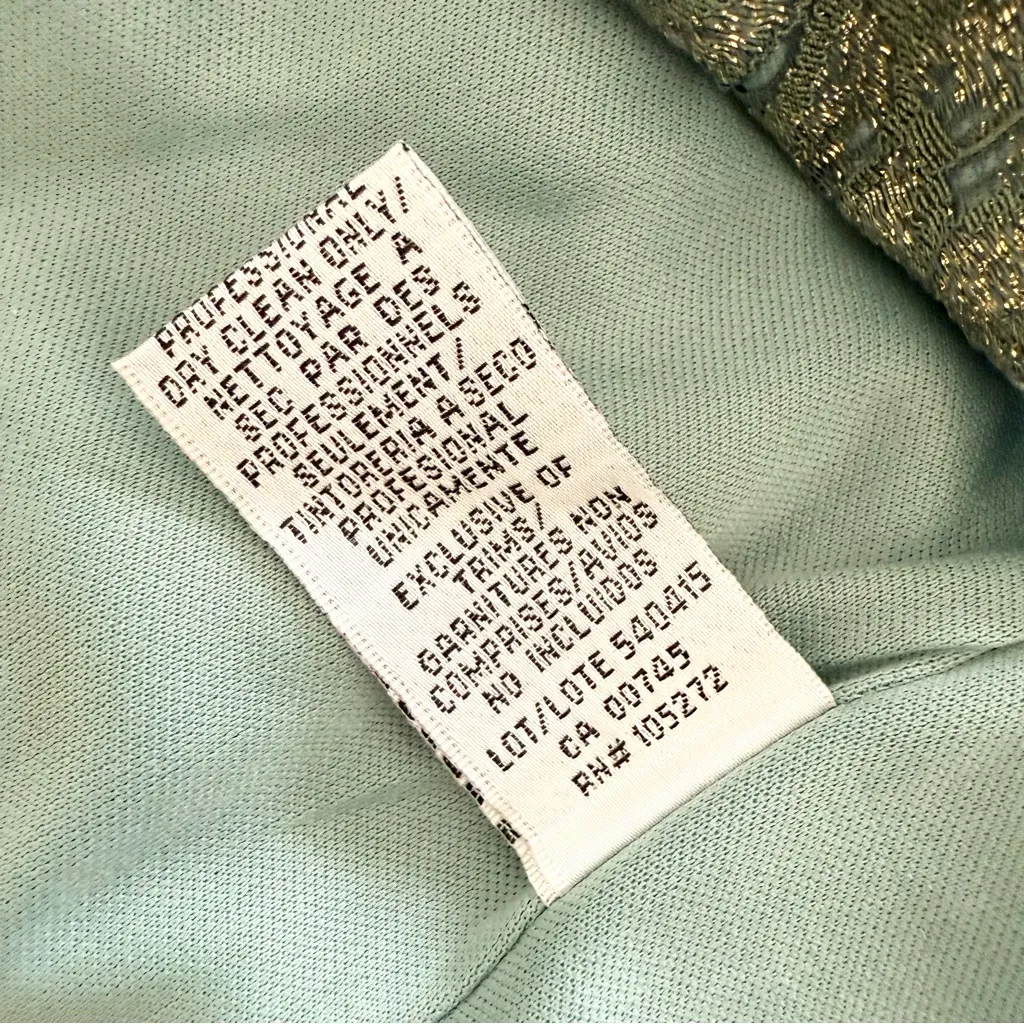 PROFESSIONAL
DRY CLEAN ONLY/
NETTOYAGE A
SEC PAR DES
PROFESSIONNELS
SEULEMENT/
TINTORERIA A SECO
PROFESIONAL
UNICAMENTE
EXCLUSIVE OF
TRIMS/
GARNITURES NON
COMPRISES/AVIOS
NO INCLUIDOS
LOT/LOTE 540415
CA 00745
RN# 105272